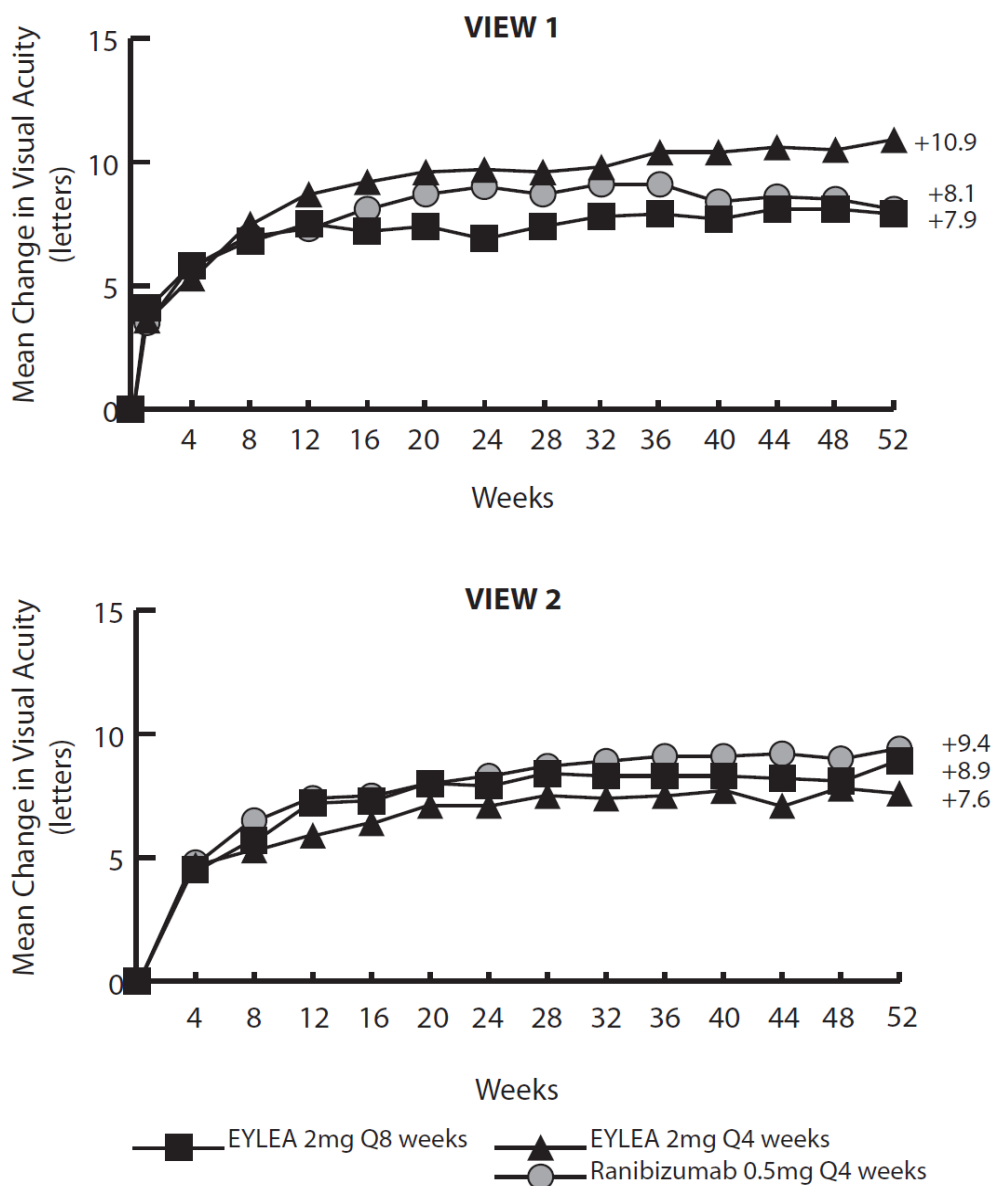 VIEW 1
Mean Change in Visual Acuity
(letters)
15
10
5
0
+10.9
+8.1
+7.9
4 8 12 16 20 24 28 32 36 40 44 48 52
Weeks
VIEW 2
Mean Change in Visual Acuity
(letters)
15
10
5
0
+9.4
+8.9
+7.6
4 8 12 16 20 24 28 32 36 40 44 48 52
Weeks
EYLEA 2mg Q8 weeks
EYLEA 2mg Q4 weeks
Ranibizumab 0.5mg Q4 weeks